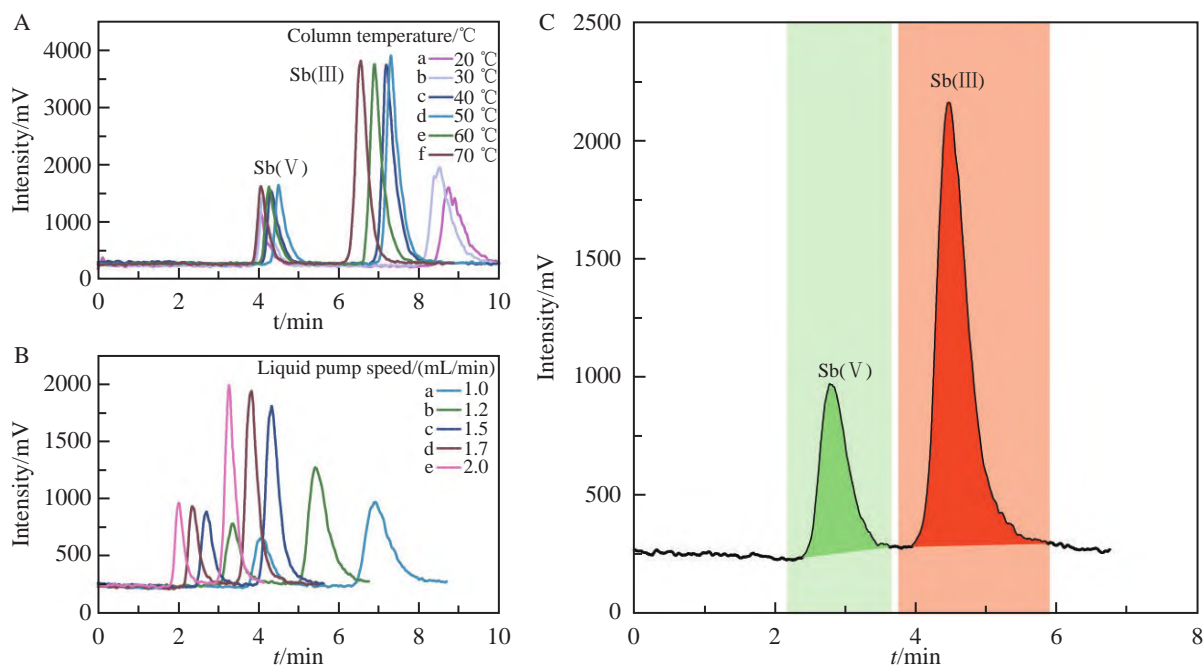 A
Column temperature/℃
a 20 ℃
b 30 ℃
c 40 ℃
d 50 ℃
e 60 ℃
f 70 ℃
Sb(Ⅲ)
Sb(Ⅴ)
Intensity/mV
4000
3000
2000
1000
0
0 2 4 6 8 10
t/min
B
Liquid pump speed/(mL/min)
a 1.0
b 1.2
c 1.5
d 1.7
e 2.0
Intensity/mV
2000
1500
1000
500
0
0 2 4 6 8 10
t/min
C
Sb(Ⅲ)
Sb(Ⅴ)
Intensity/mV
2500
2000
1500
1000
500
0
0 2 4 6 8
t/min